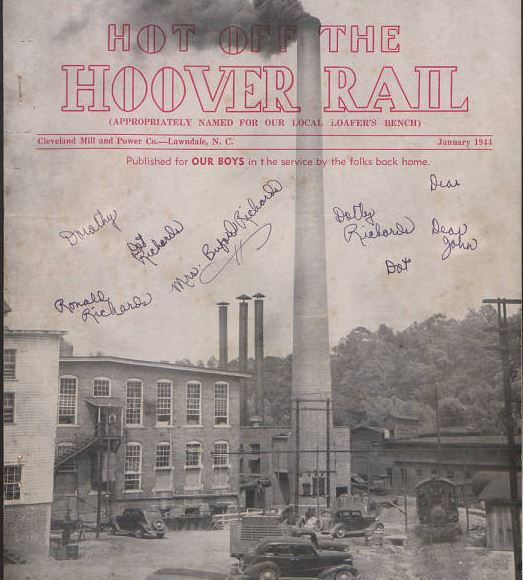 HOT OFF THE
HOOVER RAIL
(APPROPRIATELY NAMED FOR OUR LOCAL LOAFER'S BENCH)
Cleveland Mill and Power Co.—Lawndale, N. C. January 1944
Published for OUR BOYS in the service by the folks back home.
Dear
Dorothy
Dot
Richards
Mrs. Buford Richards
Dotty
Richards
Dear
John
Dot
Ronald
Richards